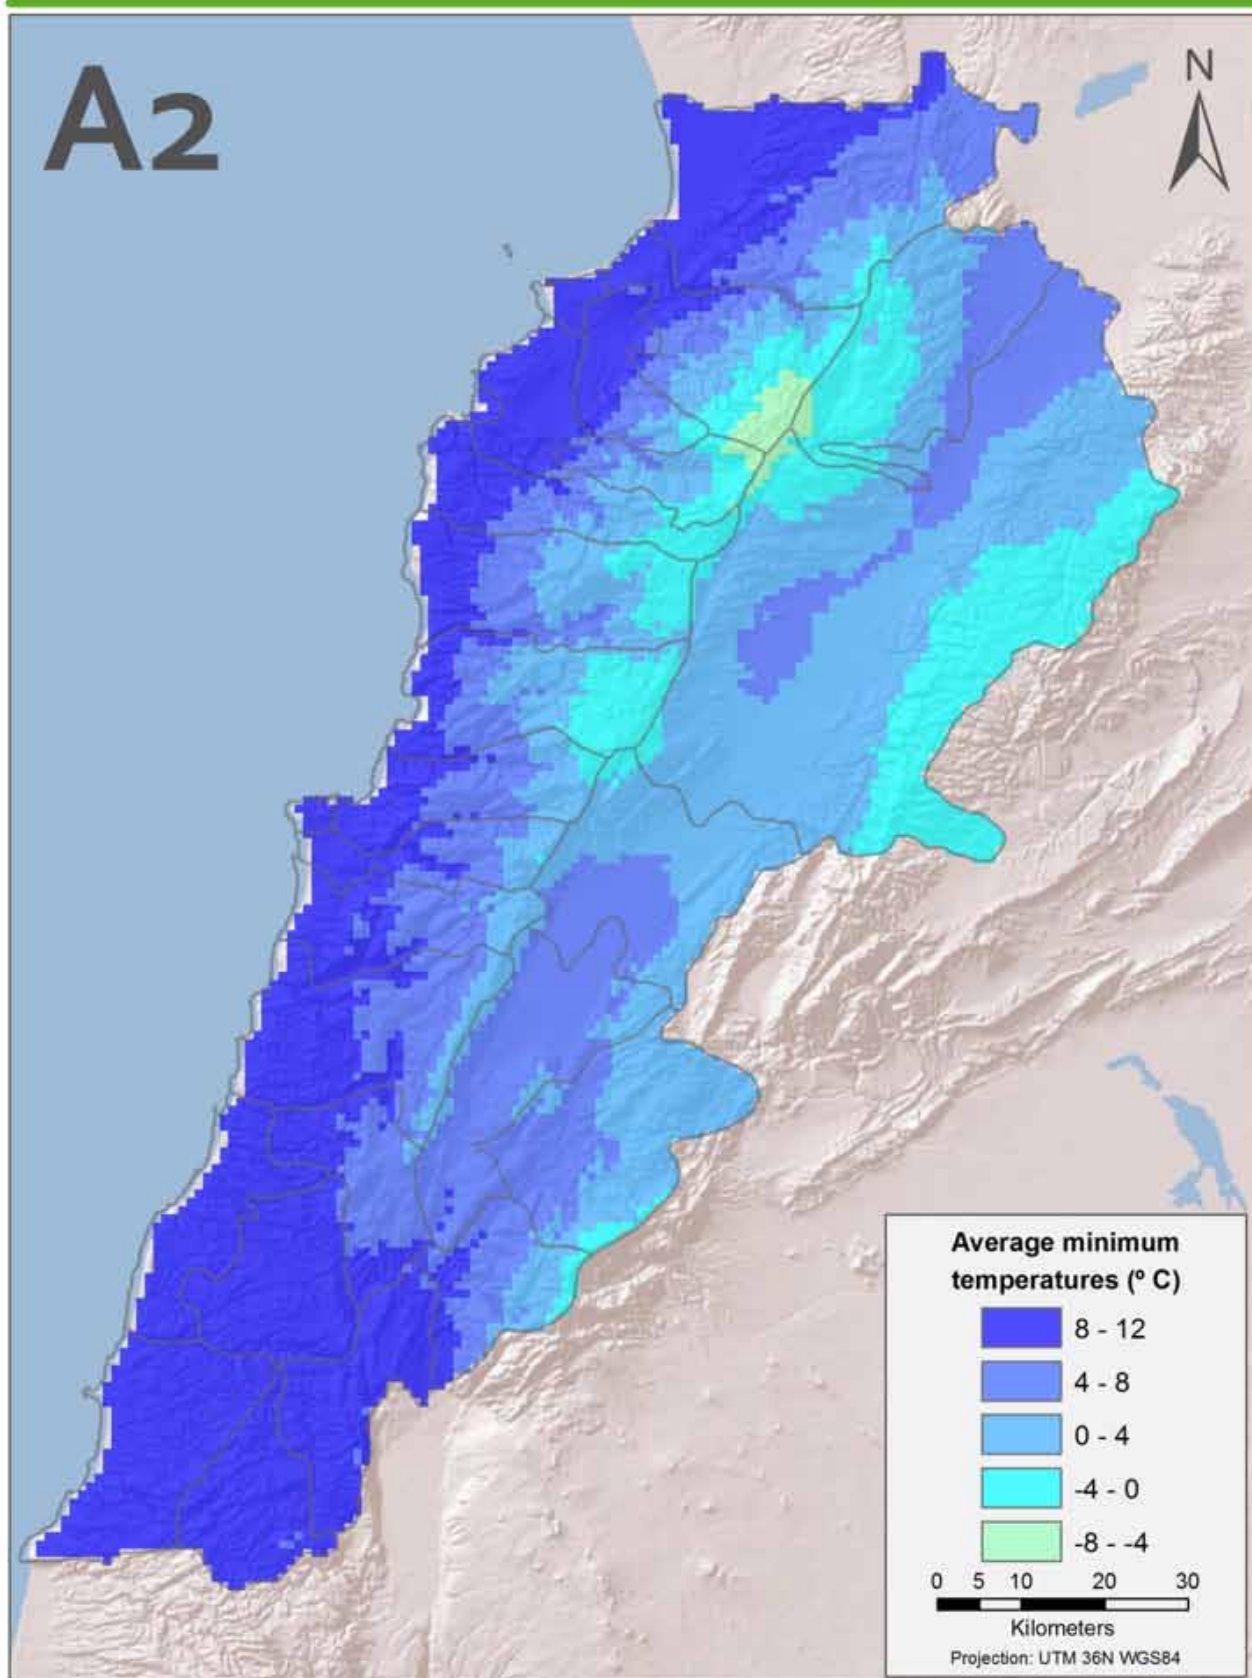 A2
N
Average minimum
temperatures (º C)
8 - 12
4 - 8
0 - 4
-4 - 0
-8 - -4
0 5 10 20 30
Kilometers
Projection: UTM 36N WGS84